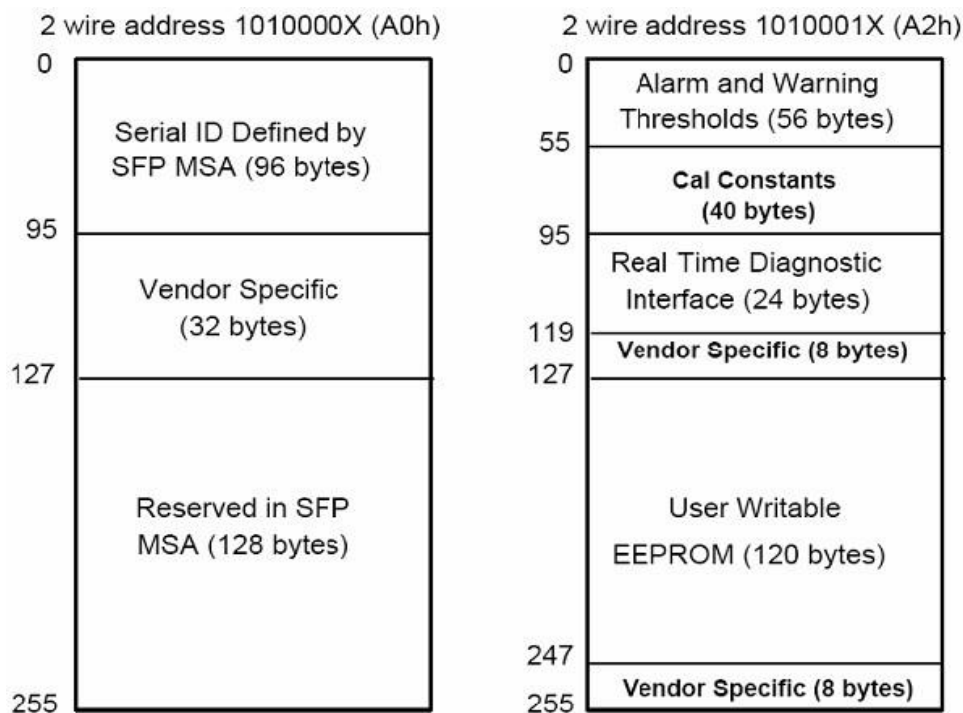 2 wire address 1010000X (A0h)
0
Serial ID Defined by
SFP MSA (96 bytes)
95
Vendor Specific
(32 bytes)
127
Reserved in SFP
MSA (128 bytes)
255
2 wire address 1010001X (A2h)
0
Alarm and Warning
Thresholds (56 bytes)
55
Cal Constants
(40 bytes)
95
Real Time Diagnostic
Interface (24 bytes)
119
Vendor Specific (8 bytes)
127
User Writable
EEPROM (120 bytes)
247
Vendor Specific (8 bytes)
255